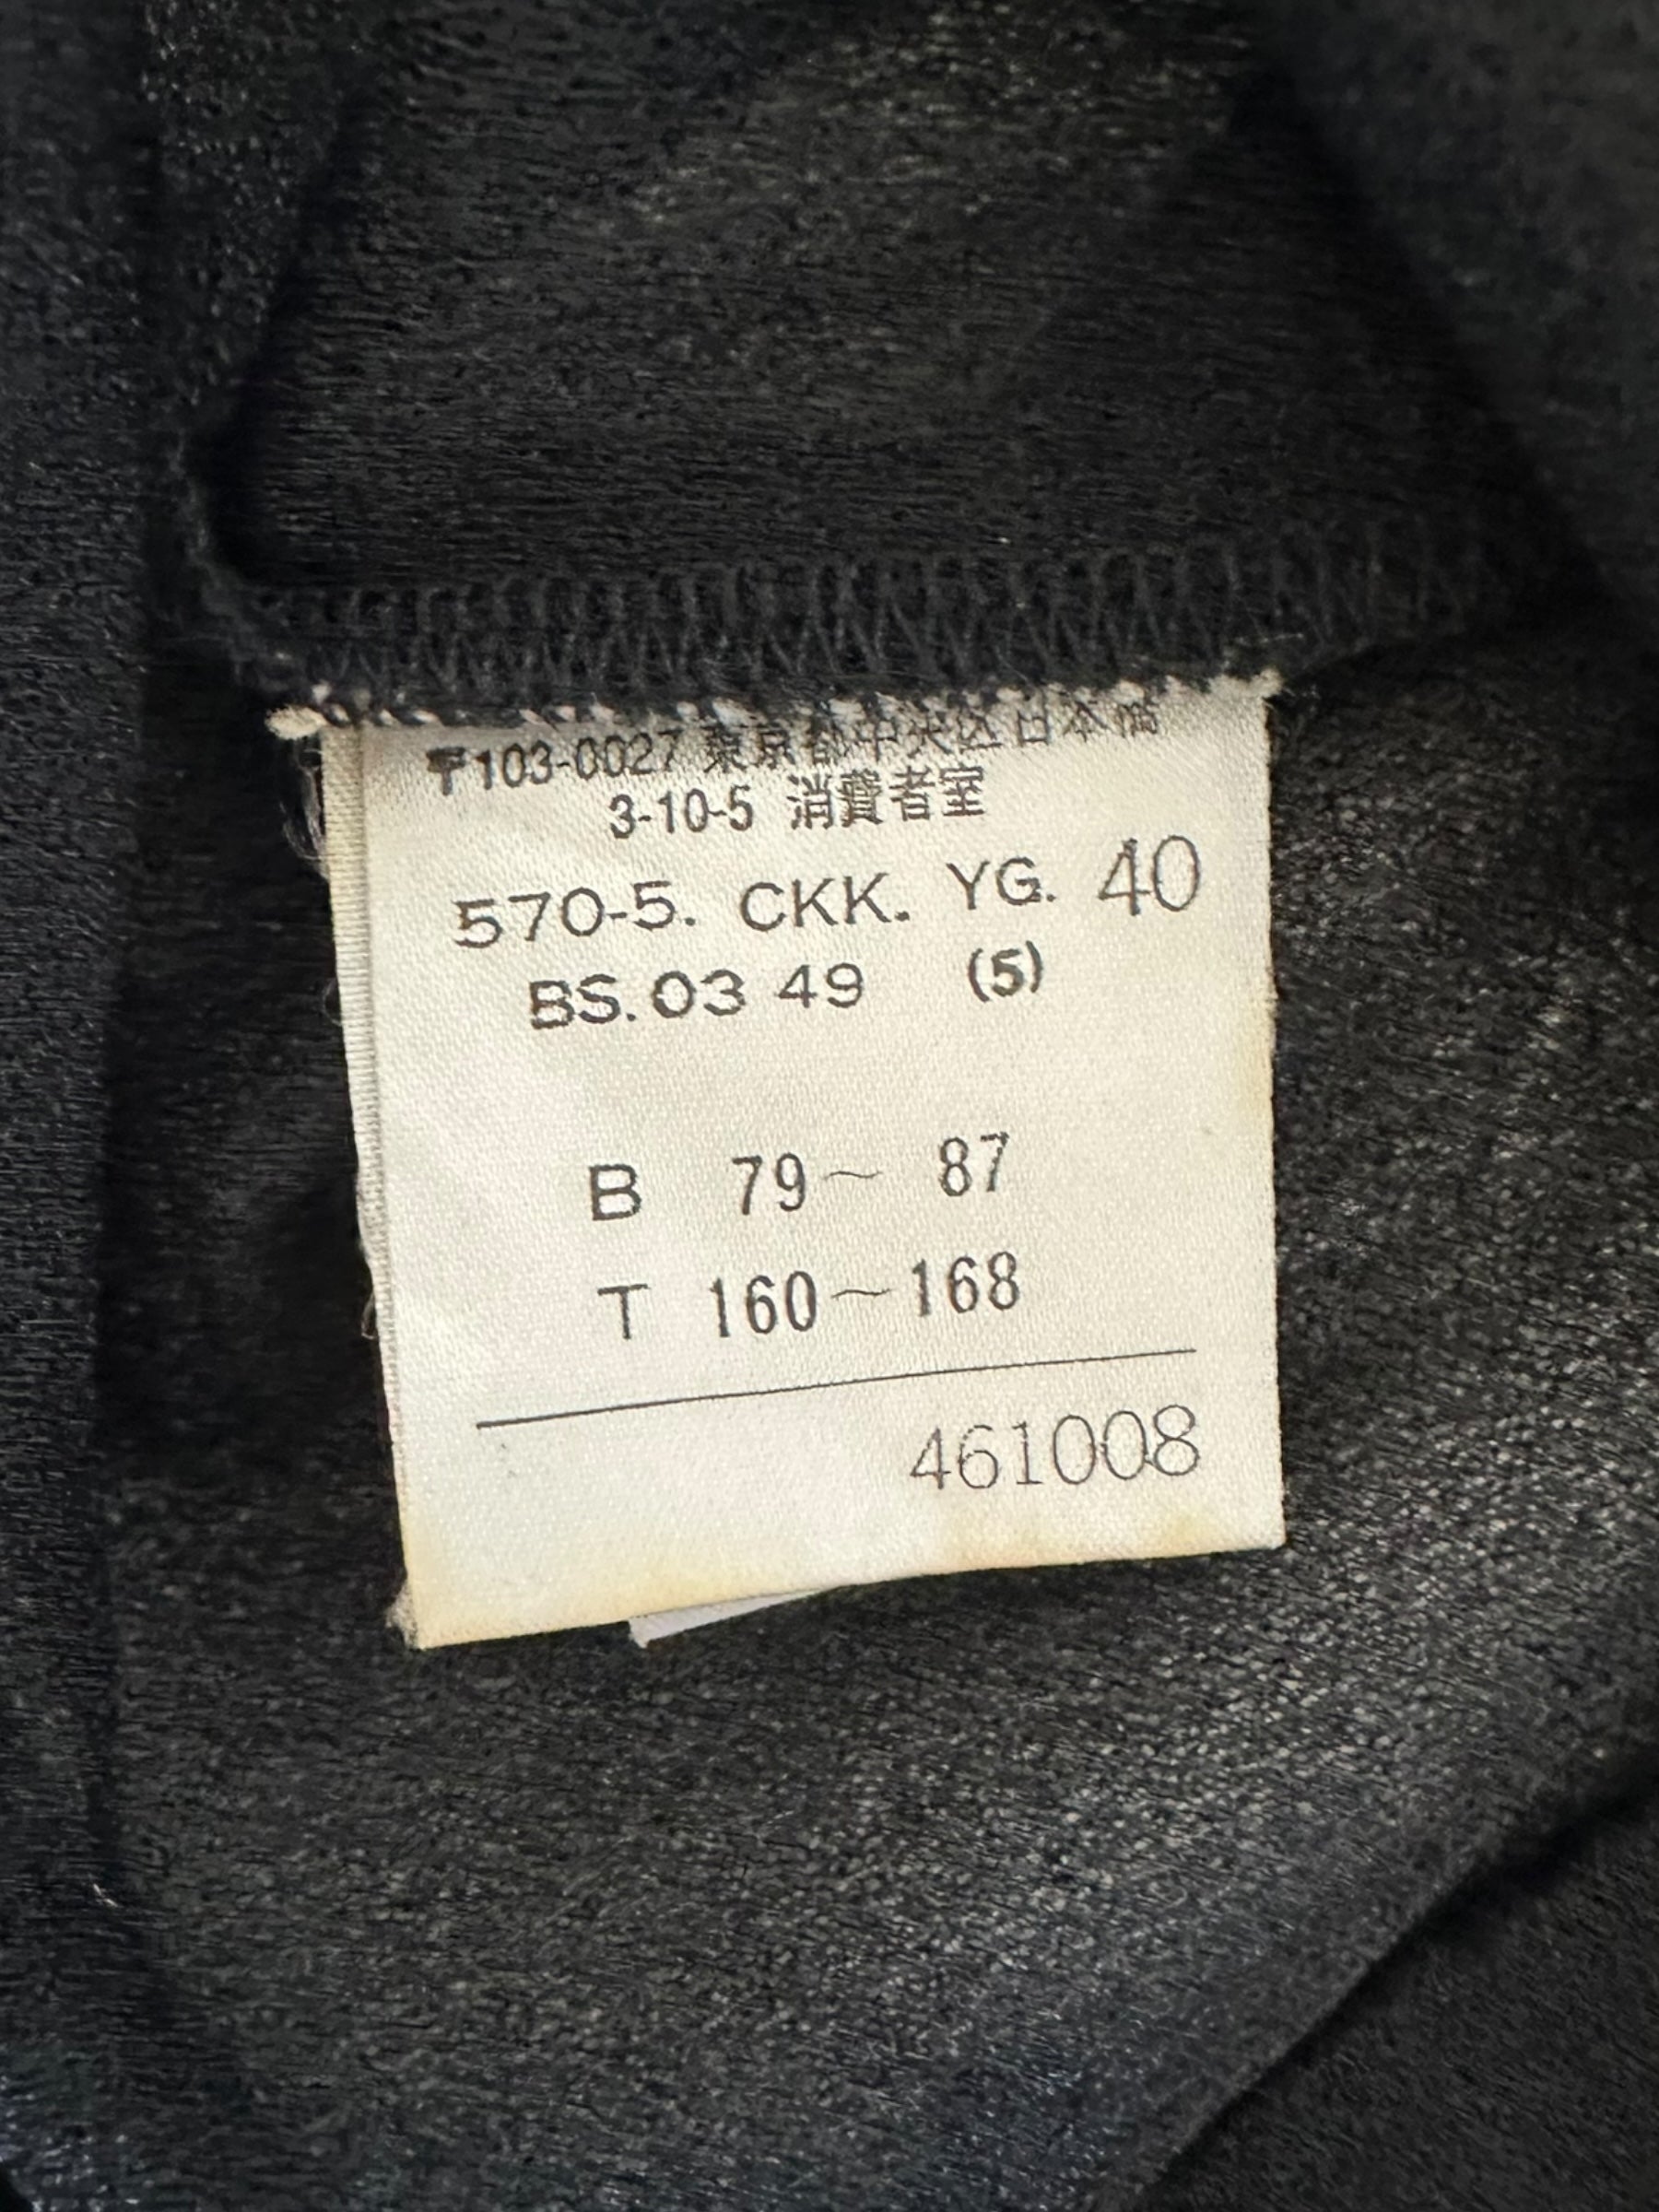 〒103-0027 東京都中央区日本橋
3-10-5 消費者室
570-5. CKK. YG. 40
BS. 03 49 (5)
B 79~ 87
T 160~168
461008